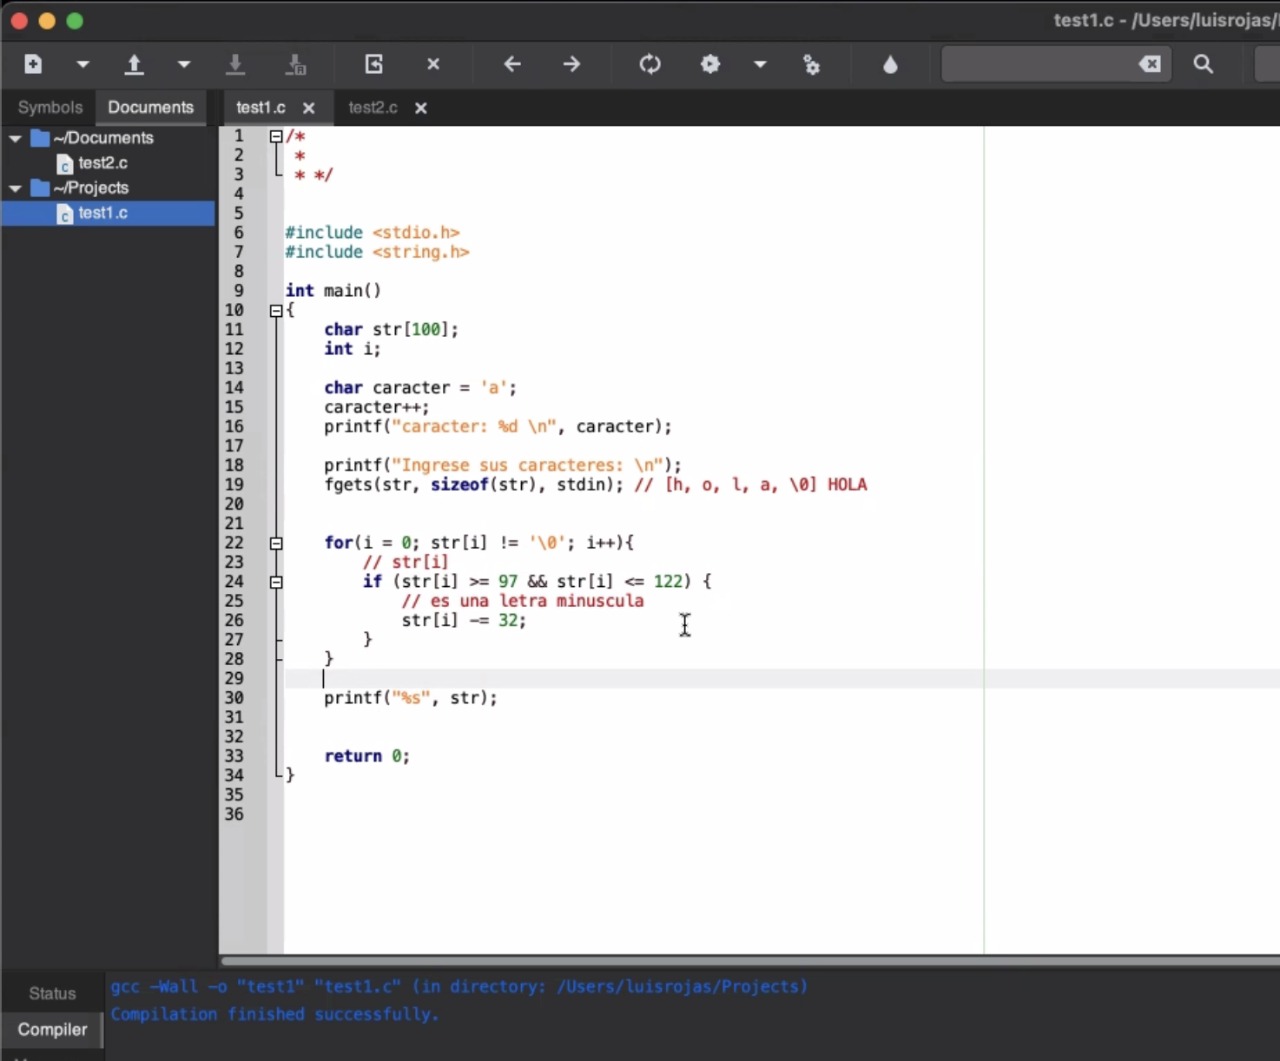 test1.c - /Users/luisrojas/
Symbols
Documents
test1.c
test2.c
~/Documents
test2.c
~/Projects
test1.c
1 /*
2  *
3  * */
4
5
6 #include <stdio.h>
7 #include <string.h>
8
9 int main()
10 {
11     char str[100];
12     int i;
13
14     char caracter = 'a';
15     caracter++;
16     printf("caracter: %d \n", caracter);
17
18     printf("Ingrese sus caracteres: \n");
19     fgets(str, sizeof(str), stdin); // [h, o, l, a, \0] HOLA
20
21
22     for(i = 0; str[i] != '\0'; i++){
23         // str[i]
24         if (str[i] >= 97 && str[i] <= 122) {
25             // es una letra minuscula
26             str[i] -= 32;
27         }
28     }
29
30     printf("%s", str);
31
32
33     return 0;
34 }
35
36
Status
Compiler
gcc -Wall -o "test1" "test1.c" (in directory: /Users/luisrojas/Projects)
Compilation finished successfully.